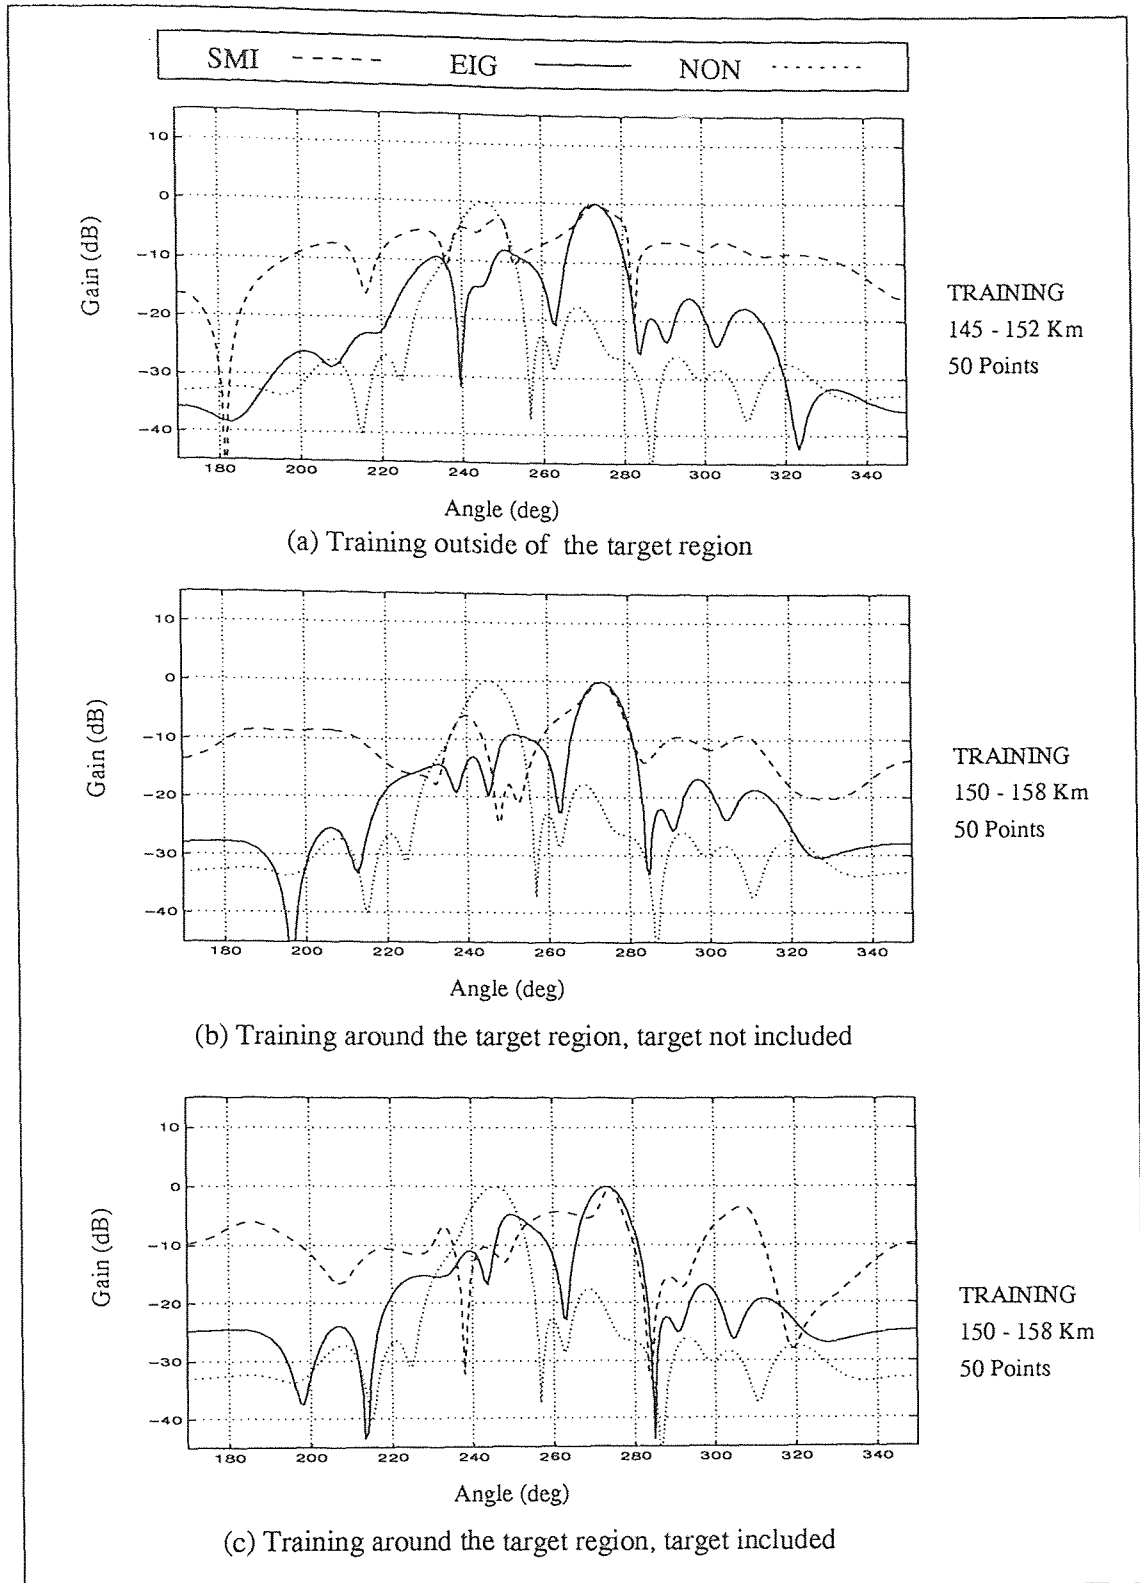 SMI EIG NON
10
0
−10
−20
−30
−40
Gain (dB)
180 200 220 240 260 280 300 320 340
Angle (deg)
TRAINING
145 - 152 Km
50 Points
(a) Training outside of the target region
10
0
−10
−20
−30
−40
Gain (dB)
180 200 220 240 260 280 300 320 340
Angle (deg)
TRAINING
150 - 158 Km
50 Points
(b) Training around the target region, target not included
10
0
−10
−20
−30
−40
Gain (dB)
180 200 220 240 260 280 300 320 340
Angle (deg)
TRAINING
150 - 158 Km
50 Points
(c) Training around the target region, target included